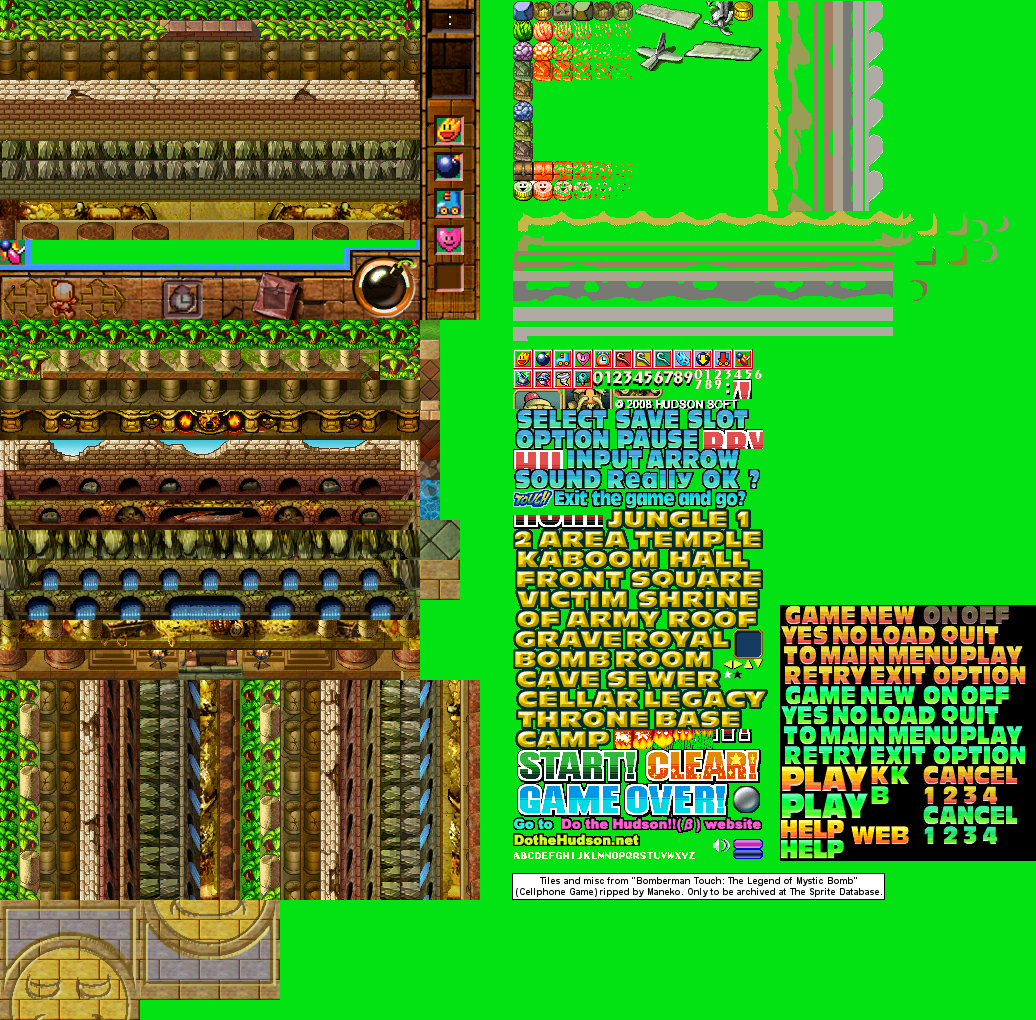 :
0123456789 0123456
789:
© 2008 HUDSON SOFT
SELECT SAVE SLOT
OPTION PAUSE
INPUT ARROW
SOUND Really OK ?
TOUCH! Exit the game and go?
JUNGLE 1
2 AREA TEMPLE
KABOOM HALL
FRONT SQUARE
VICTIM SHRINE
OF ARMY ROOF
GRAVE ROYAL
BOMB ROOM
CAVE SEWER
CELLAR LEGACY
THRONE BASE
CAMP
START! CLEAR!
GAME OVER!
Go to Do the Hudson!!(β) website
DotheHudson.net
ABCDEFGHIJKLMNOPQRSTUVWXYZ
GAME NEW ON OFF
YES NO LOAD QUIT
TO MAIN MENU PLAY
RETRY EXIT OPTION
GAME NEW ON OFF
YES NO LOAD QUIT
TO MAIN MENU PLAY
RETRY EXIT OPTION
PLAY K K CANCEL
1 2 3 4
PLAY B CANCEL
HELP WEB 1 2 3 4
HELP
Tiles and misc from "Bomberman Touch: The Legend of Mystic Bomb"
(Cellphone Game) ripped by Maneko. Only to be archived at The Sprite Database.